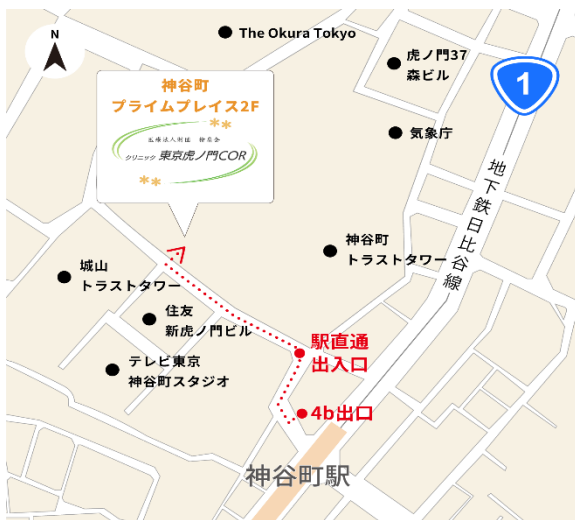 N
The Okura Tokyo
虎ノ門37
森ビル
1
神谷町
プライムプレイス2F
クリニック 東京虎ノ門COR
気象庁
地下鉄日比谷線
神谷町
トラストタワー
城山
トラストタワー
住友
新虎ノ門ビル
駅直通
出入口
テレビ東京
神谷町スタジオ
4b出口
神谷町駅